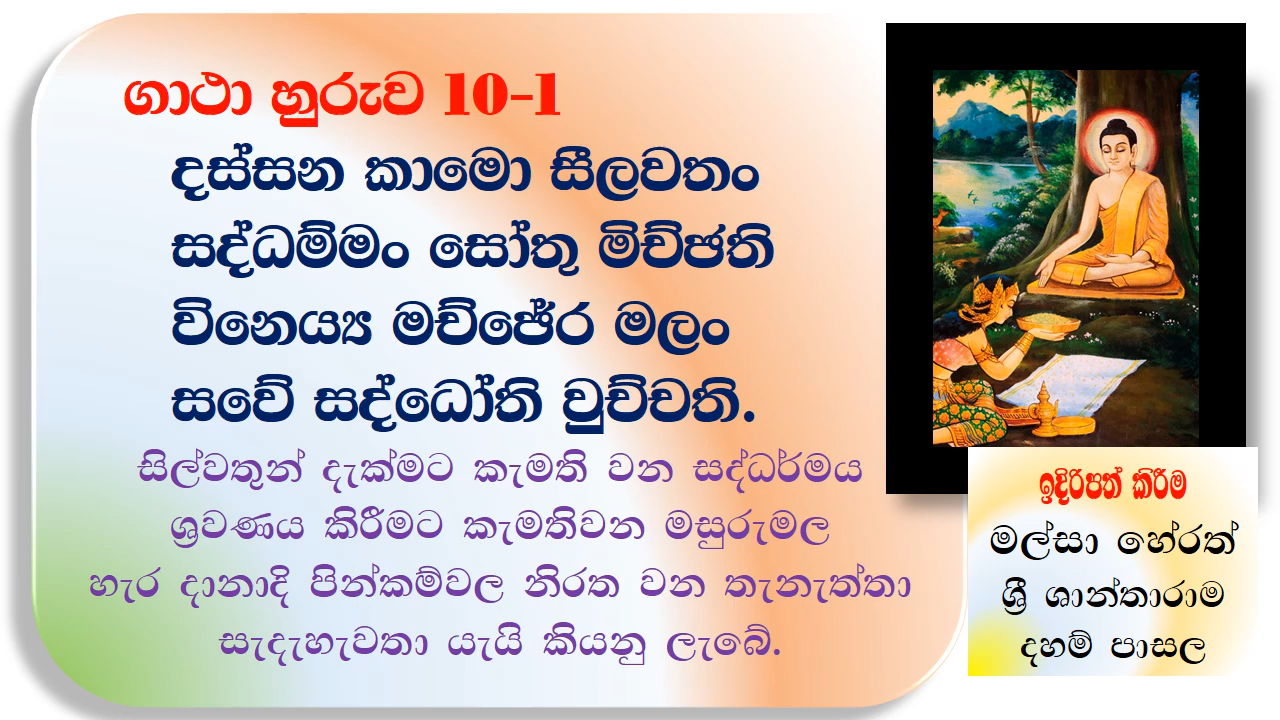 ගාථා හුරුව 10-1
දස්සන කාමො සීලවතං
සද්ධම්මං සෝතු මිච්ඡති
විනෙය්‍ය මච්ඡේර මලං
සවේ සද්ධෝති වුච්චති.
සිල්වතුන් දැක්මට කැමති වන සද්ධර්මය
ශ්‍රවණය කිරීමට කැමතිවන මසුරුමල
හැර දානාදි පින්කම්වල නිරත වන තැනැත්තා
සැදැහැවතා යැයි කියනු ලැබේ.
ඉදිරිපත් කිරීම
මල්සා හේරත්
ශ්‍රී ශාන්තාරාම
දහම් පාසල